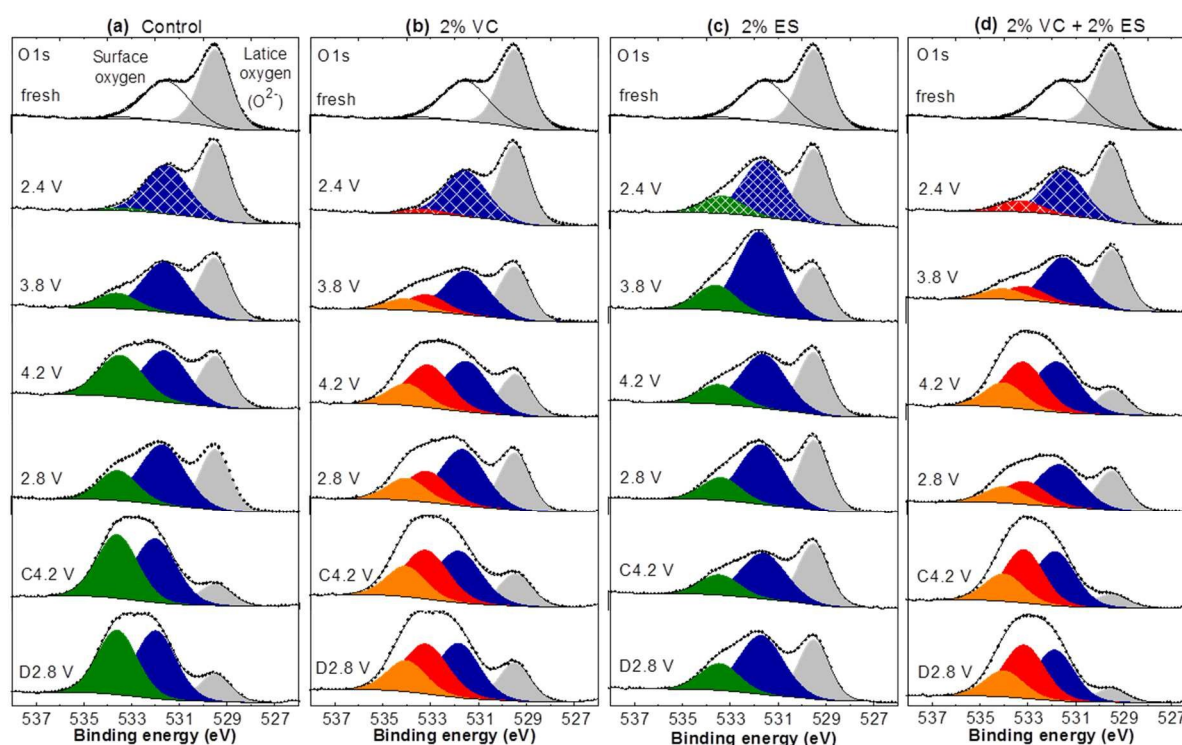 (a) Control
O1s
Surface oxygen
Latice oxygen (O²⁻)
fresh
2.4 V
3.8 V
4.2 V
2.8 V
C4.2 V
D2.8 V
537 535 533 531 529 527
Binding energy (eV)
(b) 2% VC
O1s
fresh
2.4 V
3.8 V
4.2 V
2.8 V
C4.2 V
D2.8 V
537 535 533 531 529 527
Binding energy (eV)
(c) 2% ES
O1s
fresh
2.4 V
3.8 V
4.2 V
2.8 V
C4.2 V
D2.8 V
537 535 533 531 529 527
Binding energy (eV)
(d) 2% VC + 2% ES
O1s
fresh
2.4 V
3.8 V
4.2 V
2.8 V
C4.2 V
D2.8 V
537 535 533 531 529 527
Binding energy (eV)